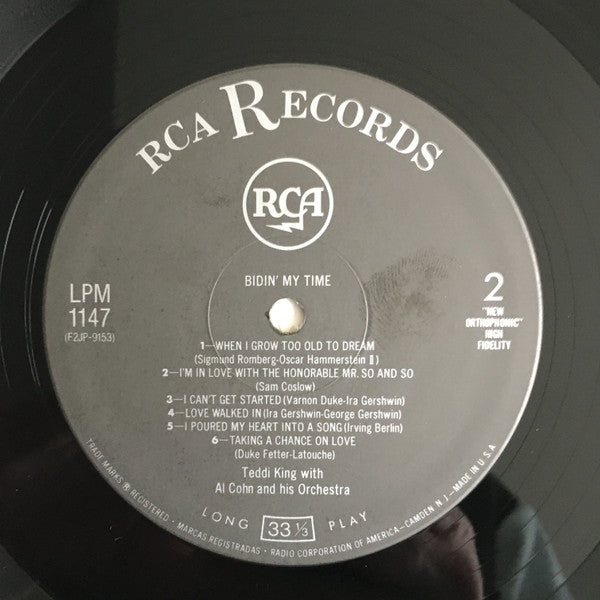 RCA RECORDS
RCA
BIDIN' MY TIME
LPM
1147
(F2JP-9153)
2
"NEW
ORTHOPHONIC"
HIGH
FIDELITY
1—WHEN I GROW TOO OLD TO DREAM
(Sigmund Romberg-Oscar Hammerstein II)
2—I'M IN LOVE WITH THE HONORABLE MR. SO AND SO
(Sam Coslow)
3—I CAN'T GET STARTED (Varnon Duke-Ira Gershwin)
4—LOVE WALKED IN (Ira Gershwin-George Gershwin)
5—I POURED MY HEART INTO A SONG (Irving Berlin)
6—TAKING A CHANCE ON LOVE
(Duke Fetter-Latouche)
Teddi King with
Al Cohn and his Orchestra
LONG 33 1/3 PLAY
TRADE MARKS ® REGISTERED • MARCAS REGISTRADAS • RADIO CORPORATION OF AMERICA—CAMDEN N J—MADE IN U.S.A